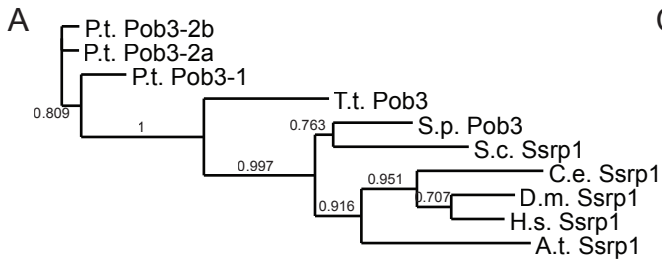 A
P.t. Pob3-2b
P.t. Pob3-2a
P.t. Pob3-1
0.809
T.t. Pob3
1
0.763
S.p. Pob3
S.c. Ssrp1
0.997
C.e. Ssrp1
0.951
0.707
D.m. Ssrp1
0.916
H.s. Ssrp1
A.t. Ssrp1